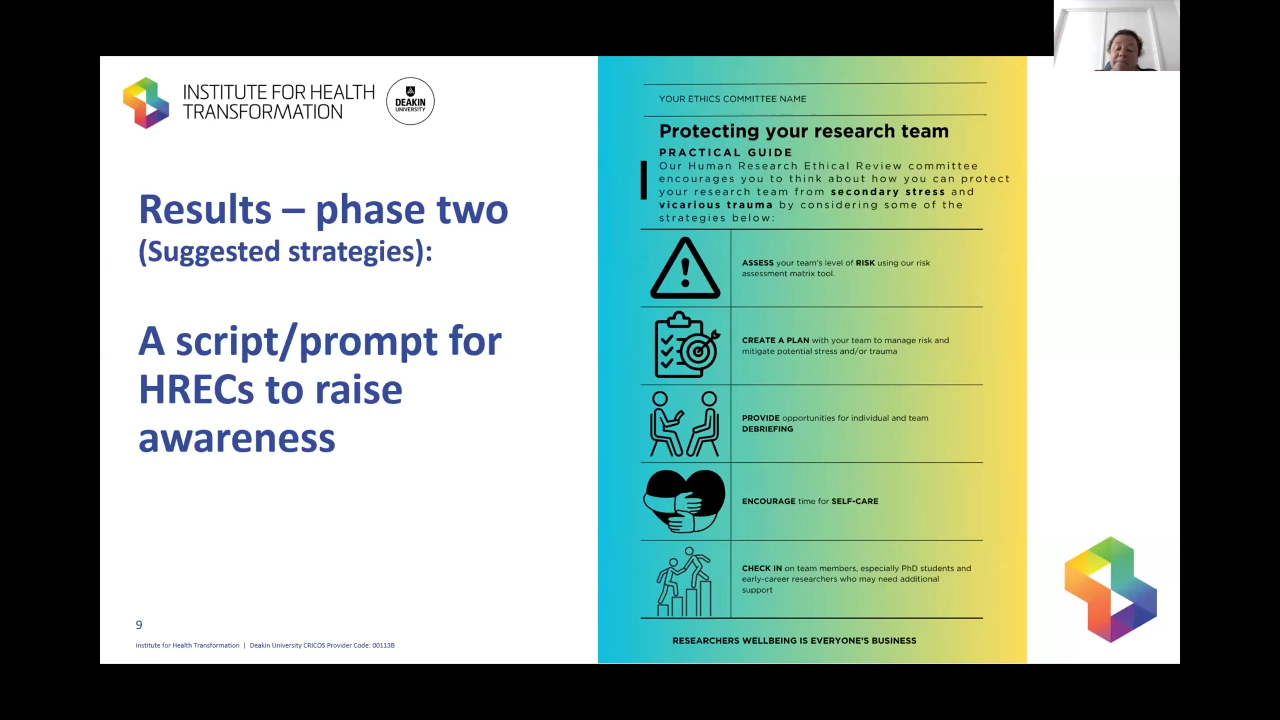 INSTITUTE FOR HEALTH
TRANSFORMATION
DEAKIN
UNIVERSITY
Results – phase two
(Suggested strategies):
A script/prompt for
HRECs to raise
awareness
9
Institute for Health Transformation | Deakin University CRICOS Provider Code: 00113B
YOUR ETHICS COMMITTEE NAME
Protecting your research team
PRACTICAL GUIDE
Our Human Research Ethical Review committee
encourages you to think about how you can protect
your research team from secondary stress and
vicarious trauma by considering some of the
strategies below:
ASSESS your team's level of RISK using our risk
assessment matrix tool.
CREATE A PLAN with your team to manage risk and
mitigate potential stress and/or trauma
PROVIDE opportunities for individual and team
DEBRIEFING
ENCOURAGE time for SELF-CARE
CHECK IN on team members, especially PhD students and
early-career researchers who may need additional
support
RESEARCHERS WELLBEING IS EVERYONE'S BUSINESS